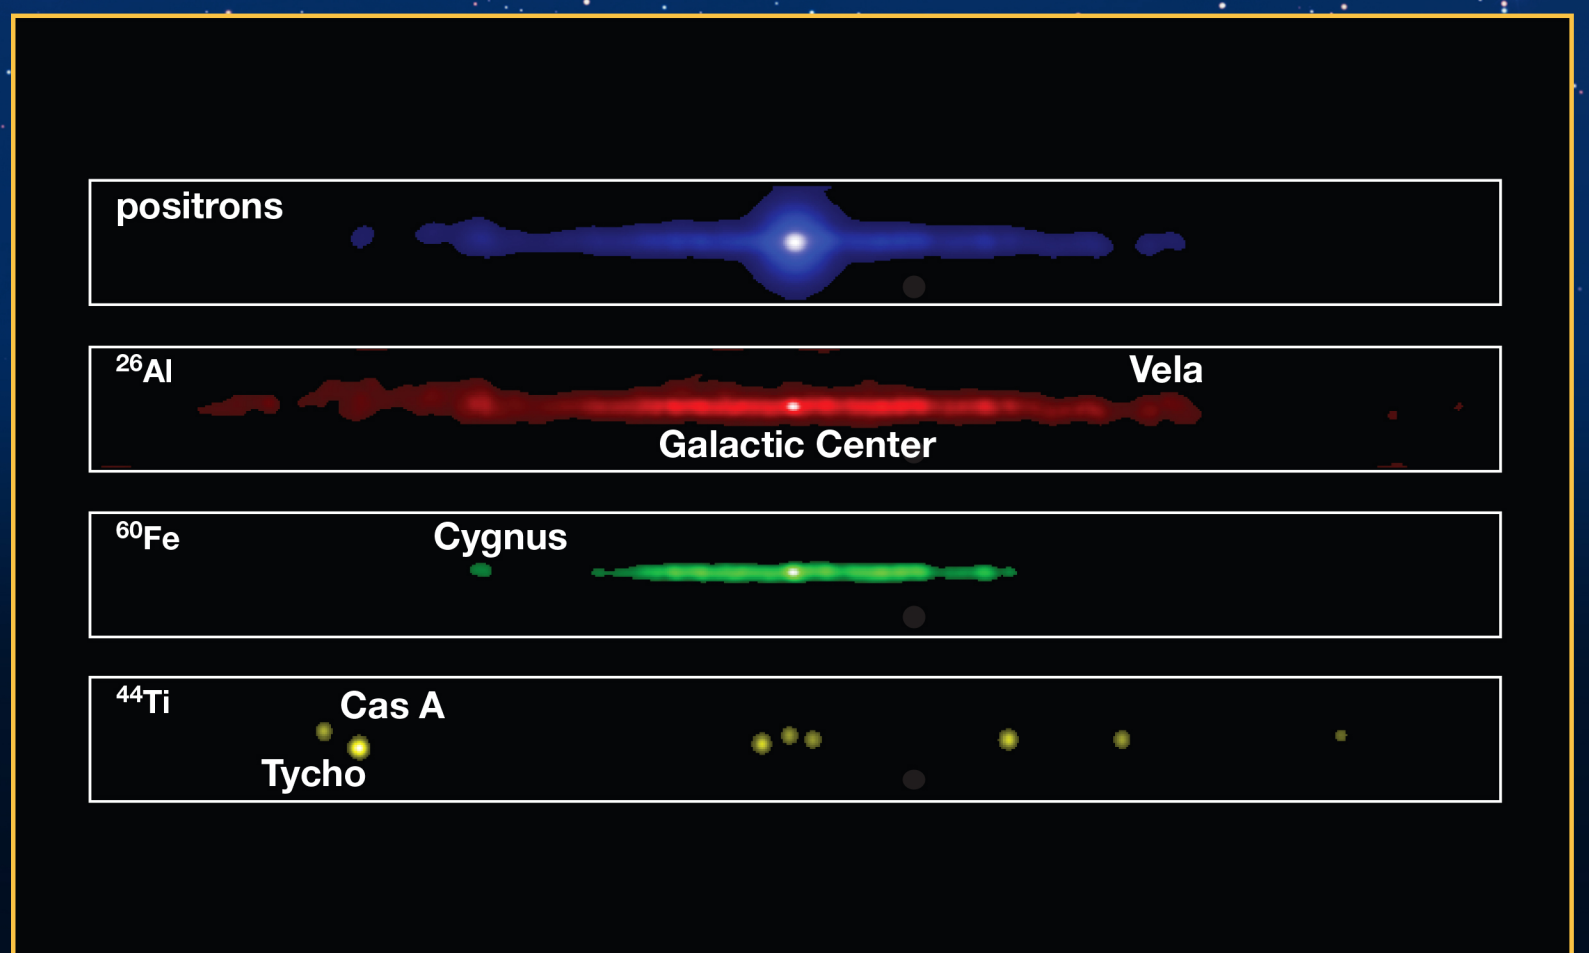 positrons
²⁶Al
Vela
Galactic Center
⁶⁰Fe
Cygnus
⁴⁴Ti
Cas A
Tycho